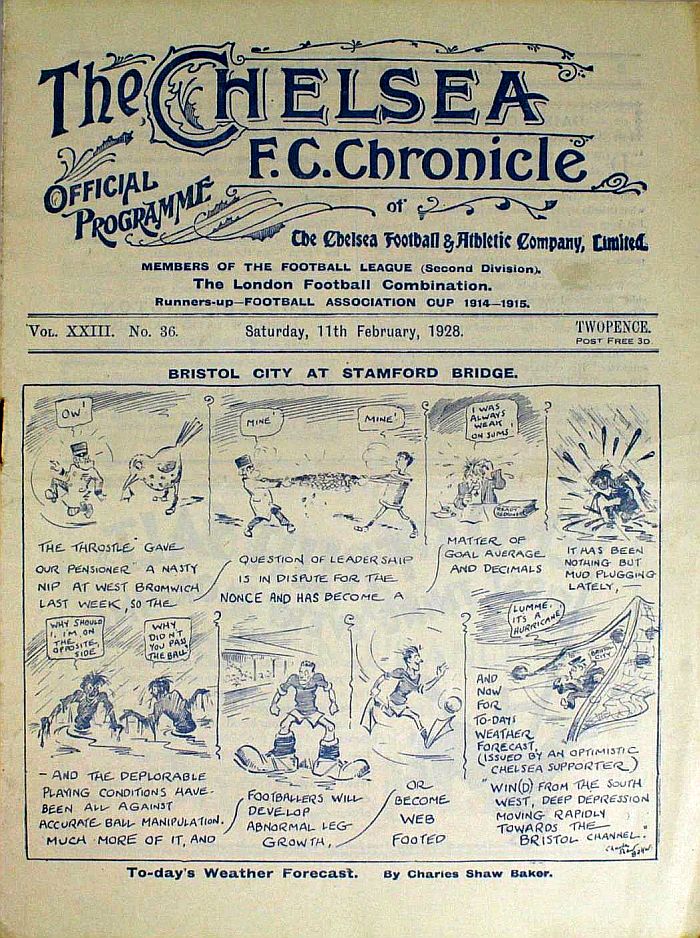 The CHELSEA
F.C. Chronicle
OFFICIAL
PROGRAMME
of
The Chelsea Football & Athletic Company, Limited.
MEMBERS OF THE FOOTBALL LEAGUE (Second Division).
The London Football Combination.
Runners-up—FOOTBALL ASSOCIATION CUP 1914—1915.
VOL. XXIII. No. 36.
Saturday, 11th February, 1928.
TWOPENCE.
POST FREE 3D
BRISTOL CITY AT STAMFORD BRIDGE.
OW!
THE THROSTLE GAVE
OUR PENSIONER" A NASTY
NIP AT WEST BROMWICH
LAST WEEK, SO THE
MINE!
MINE!
QUESTION OF LEADERSHIP
IS IN DISPUTE FOR THE
NONCE AND HAS BECOME A
I WAS
ALWAYS
WEAK
ON SUMS!
READY
RECKONER
MATTER OF
GOAL AVERAGE
AND DECIMALS
IT HAS BEEN
NOTHING BUT
MUD PLUGGING
LATELY,
WHY SHOULD
I, I'M ON
THE
OPPOSITE
SIDE
WHY
DIDN'T
YOU PASS
THE BALL!
- AND THE DEPLORABLE
PLAYING CONDITIONS HAVE
BEEN ALL AGAINST
ACCURATE BALL MANIPULATION.
MUCH MORE OF IT, AND
FOOTBALLERS WILL
DEVELOP
ABNORMAL LEG
GROWTH,
OR
BECOME
WEB
FOOTED
LUMME!
IT'S A
HURRICANE!
BRISTOL
CITY
AND
NOW
FOR
TO-DAYS
WEATHER
FORECAST,
(ISSUED BY AN OPTIMISTIC
CHELSEA SUPPORTER)
"WIN(D) FROM THE SOUTH
WEST, DEEP DEPRESSION
MOVING RAPIDLY
TOWARDS THE
BRISTOL CHANNEL."
Charles
Shaw
Baker.
To-day's Weather Forecast. By Charles Shaw Baker.